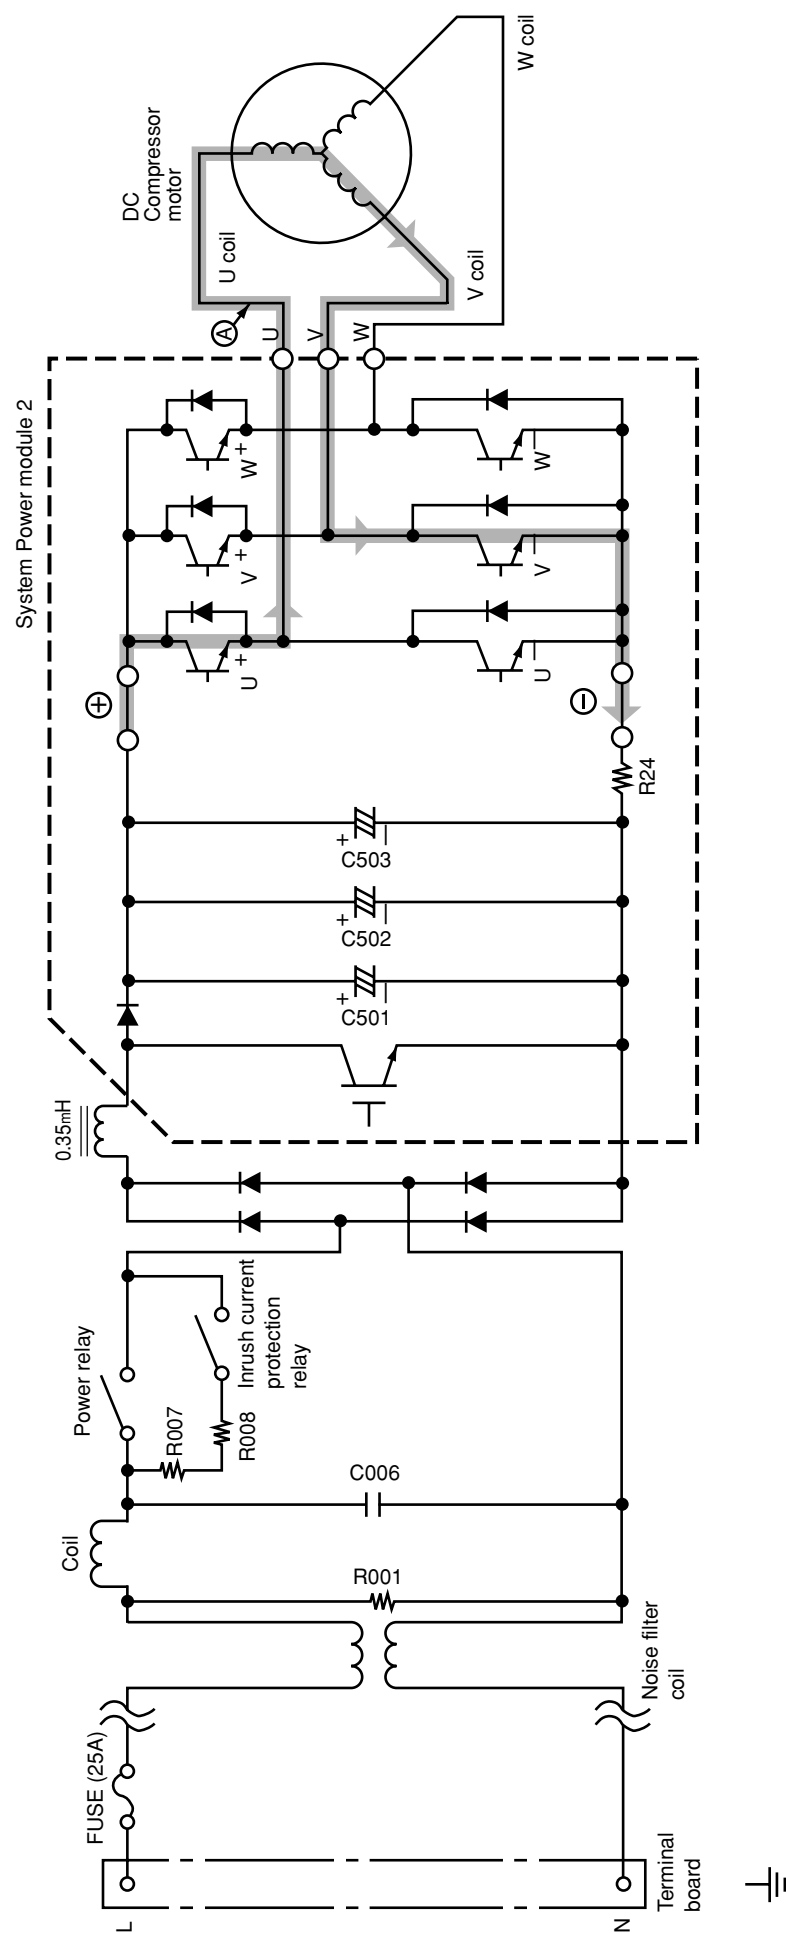 L
N
Terminal
board
FUSE (25A)
Noise filter
coil
R001
Coil
C006
R007
R008
Power relay
Inrush current
protection
relay
0.35mH
System Power module 2
+
C501
−
+
C502
−
+
C503
−
R24
+
−
U +
V +
W +
U −
V −
W −
A
U
V
W
U coil
V coil
W coil
DC
Compressor
motor